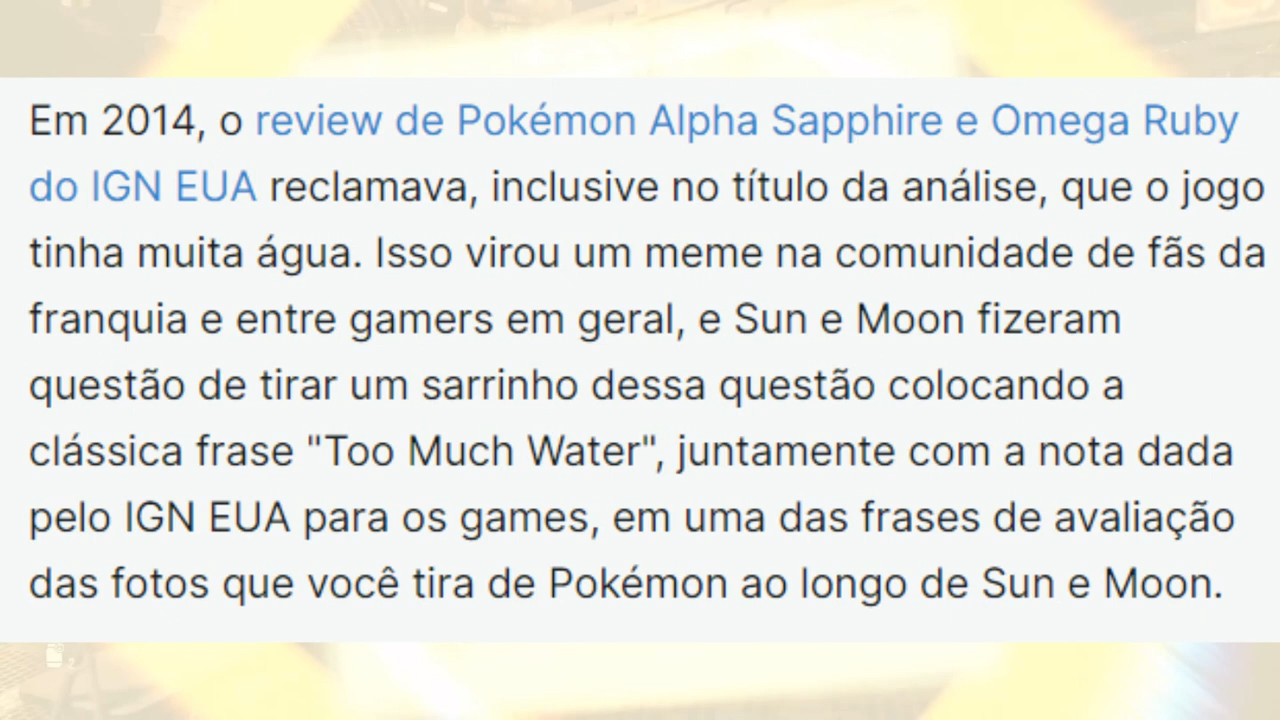 Em 2014, o review de Pokémon Alpha Sapphire e Omega Ruby
do IGN EUA reclamava, inclusive no título da análise, que o jogo
tinha muita água. Isso virou um meme na comunidade de fãs da
franquia e entre gamers em geral, e Sun e Moon fizeram
questão de tirar um sarrinho dessa questão colocando a
clássica frase "Too Much Water", juntamente com a nota dada
pelo IGN EUA para os games, em uma das frases de avaliação
das fotos que você tira de Pokémon ao longo de Sun e Moon.
2